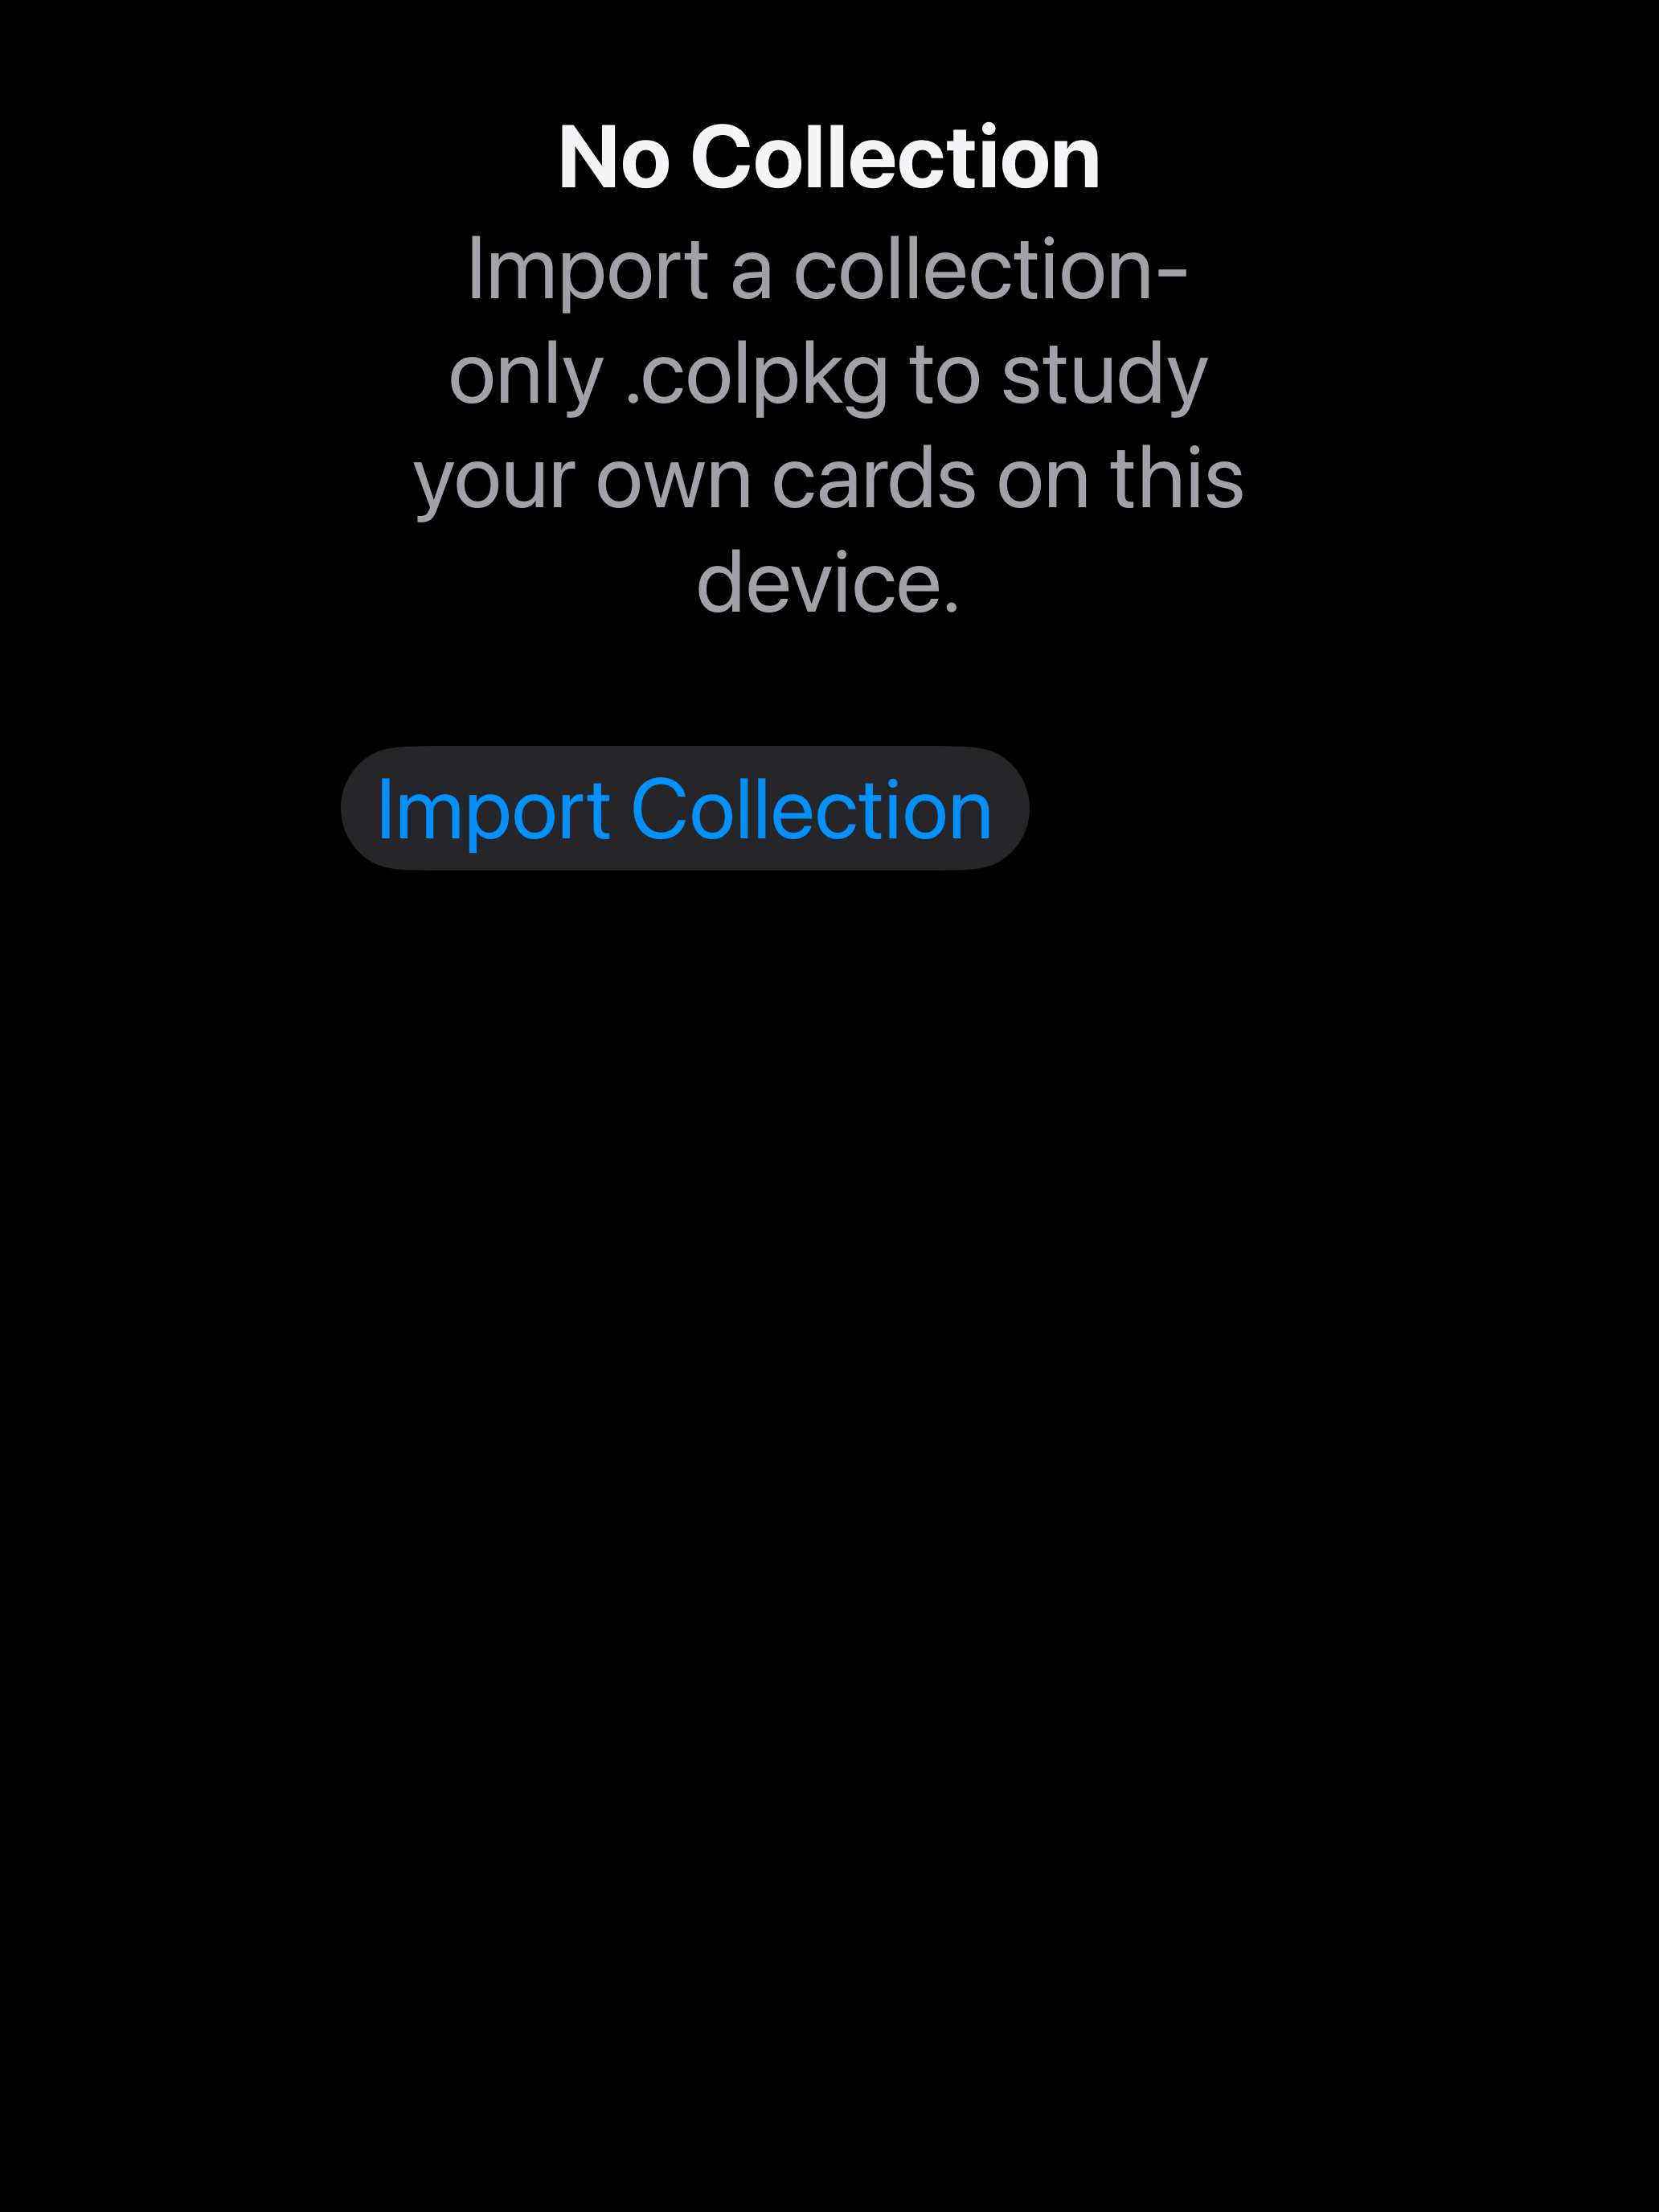 No Collection
Import a collection-
only .colpkg to study
your own cards on this
device.
Import Collection